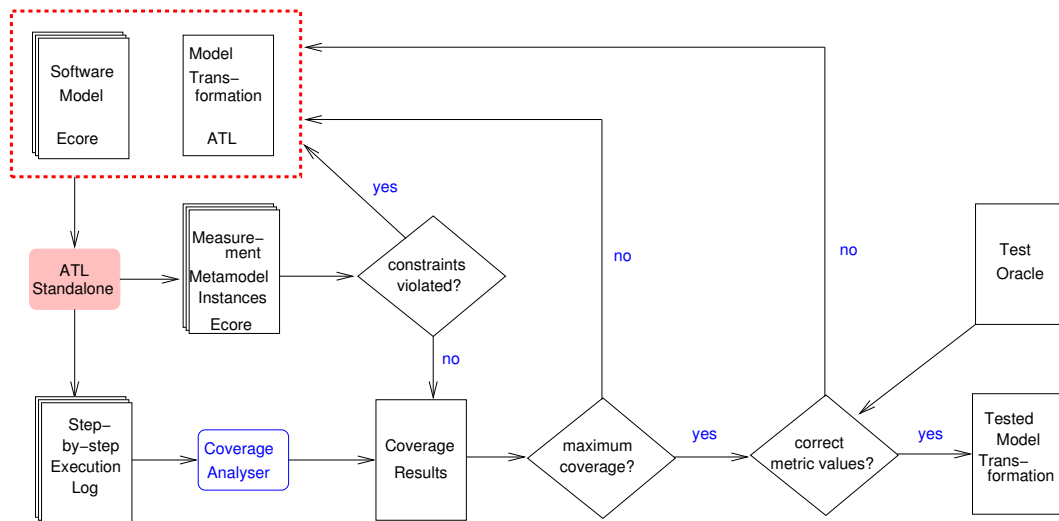 Software
Model
Ecore
Model
Trans-
formation
ATL
yes
ATL
Standalone
Measure-
ment
Metamodel
Instances
Ecore
constraints
violated?
no
no
no
Test
Oracle
Step-
by-step
Execution
Log
Coverage
Analyser
Coverage
Results
maximum
coverage?
yes
correct
metric values?
yes
Tested
Model
Trans-
formation